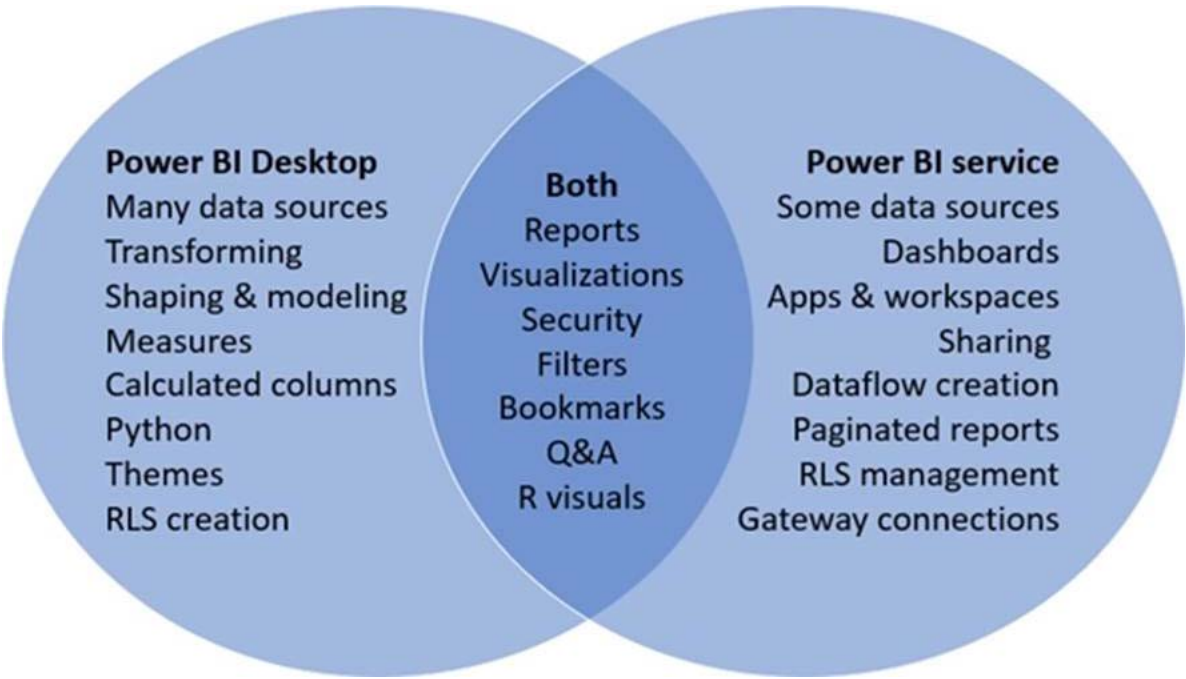 Power BI Desktop
Many data sources
Transforming
Shaping & modeling
Measures
Calculated columns
Python
Themes
RLS creation
Both
Reports
Visualizations
Security
Filters
Bookmarks
Q&A
R visuals
Power BI service
Some data sources
Dashboards
Apps & workspaces
Sharing
Dataflow creation
Paginated reports
RLS management
Gateway connections